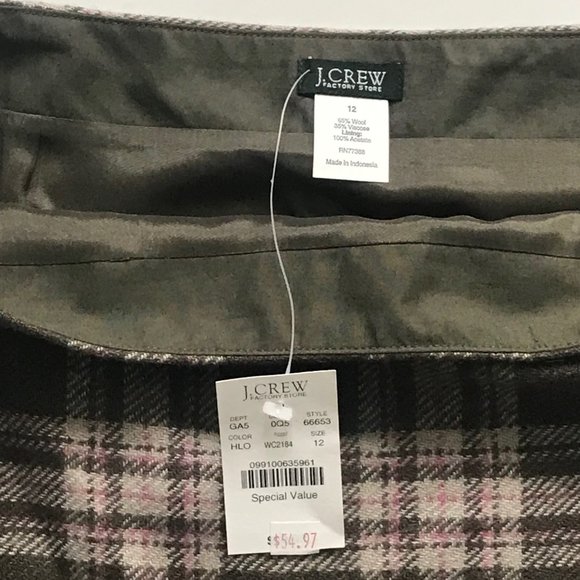 J.CREW
FACTORY STORE
12
65% Wool
35% Viscose
Lining:
100% Acetate
RN77388
Made in Indonesia
J.CREW
FACTORY STORE
DEPT STYLE
GA5 0Q5 66653
COLOR SIZE
HLO WC2184 12
099100635961
Special Value
$54.97